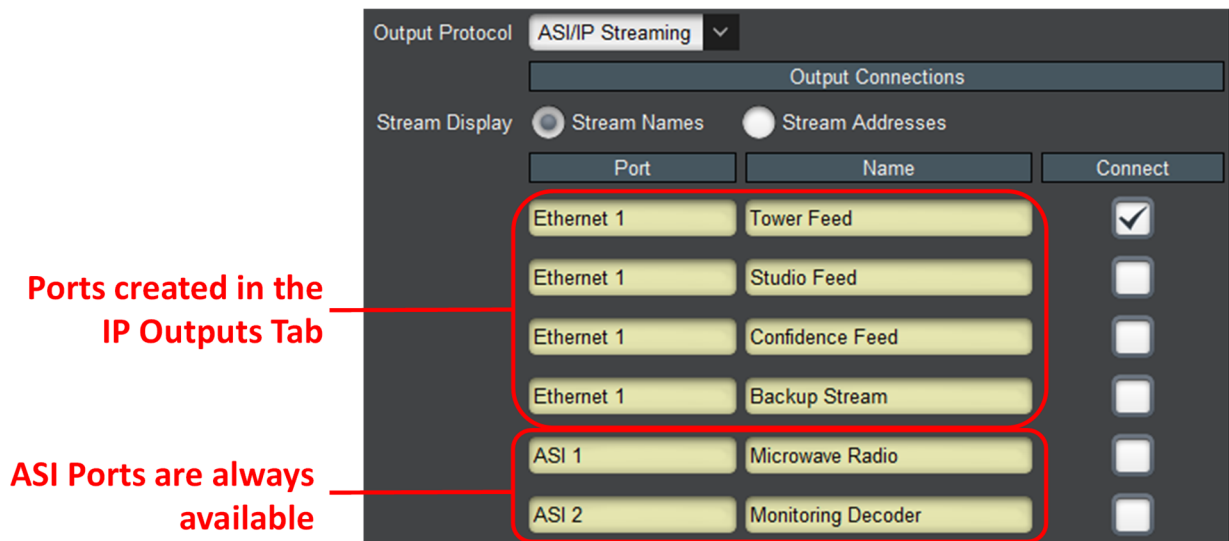 Output Protocol ASI/IP Streaming
Output Connections
Stream Display Stream Names Stream Addresses
Port Name Connect
Ethernet 1 Tower Feed
Ethernet 1 Studio Feed
Ports created in the
IP Outputs Tab
Ethernet 1 Confidence Feed
Ethernet 1 Backup Stream
ASI 1 Microwave Radio
ASI Ports are always
available
ASI 2 Monitoring Decoder